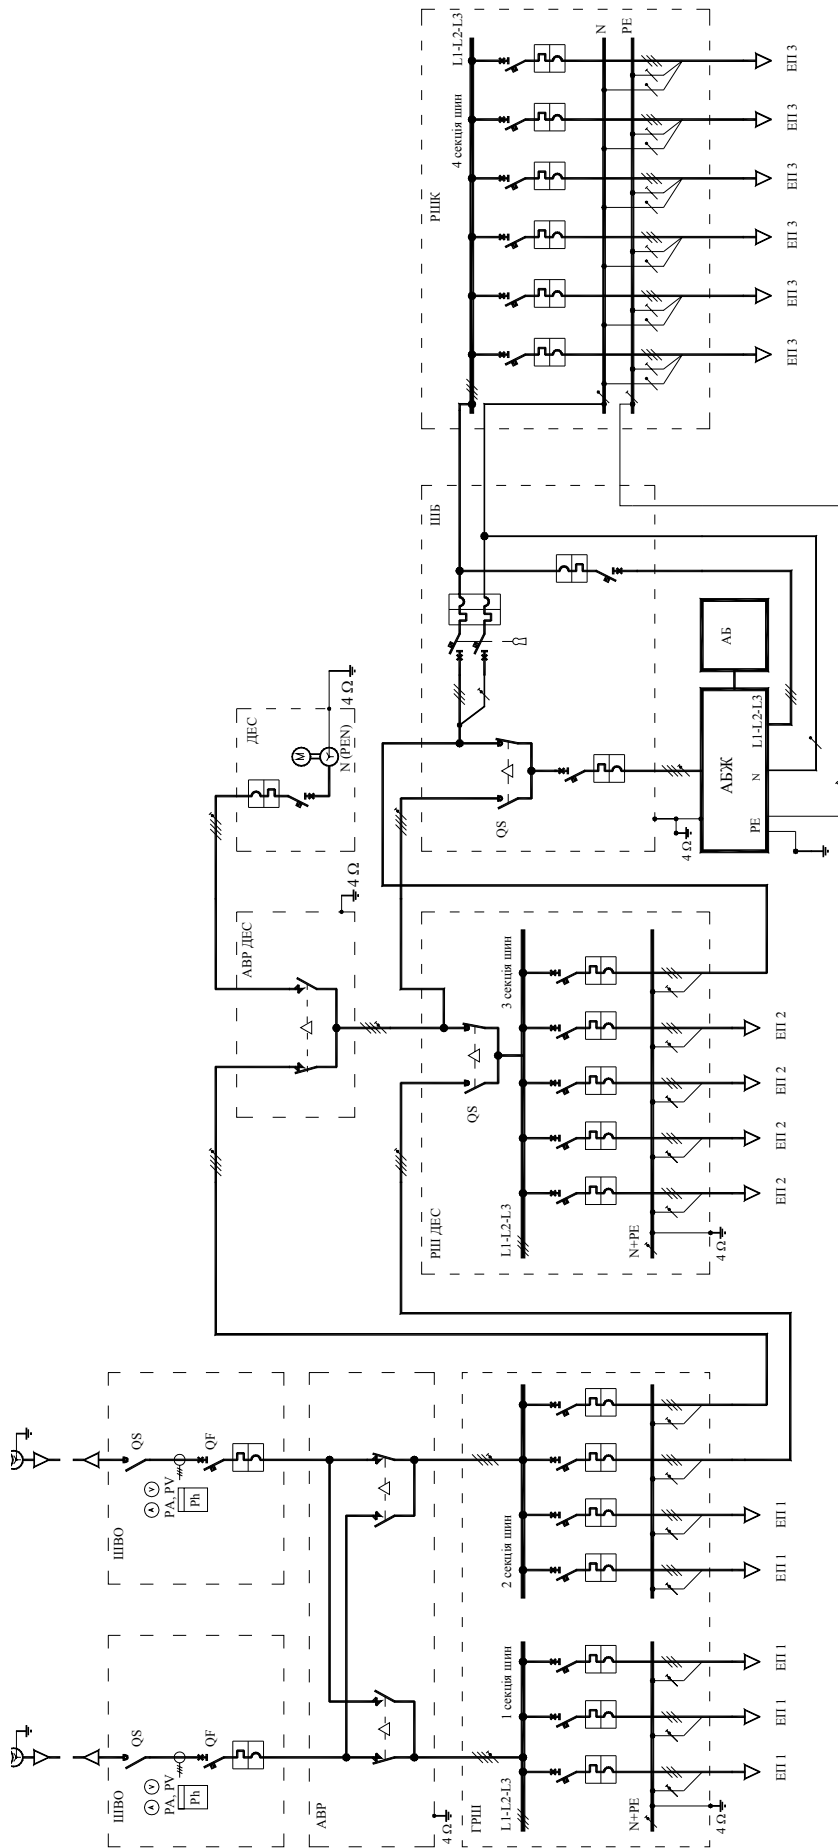 РШК
4 секція шин
L1-L2-L3
N
PE
ЕП 3
ЕП 3
ЕП 3
ЕП 3
ЕП 3
ЕП 3
ШБ
QS
АБ
АБЖ
L1-L2-L3
N
PE
4 Ω
ДЕС
M
Y
N (PEN)
4 Ω
АВР ДЕС
4 Ω
РШ ДЕС
QS
3 секція шин
L1-L2-L3
N+PE
4 Ω
ЕП 2
ЕП 2
ЕП 2
ЕП 2
ШВО
QS
A V
PA, PV
Ph
QF
ШВО
QS
A V
PA, PV
Ph
QF
АВР
4 Ω
ГРШ
2 секція шин
1 секція шин
L1-L2-L3
N+PE
4 Ω
ЕП 1
ЕП 1
ЕП 1
ЕП 1
ЕП 1